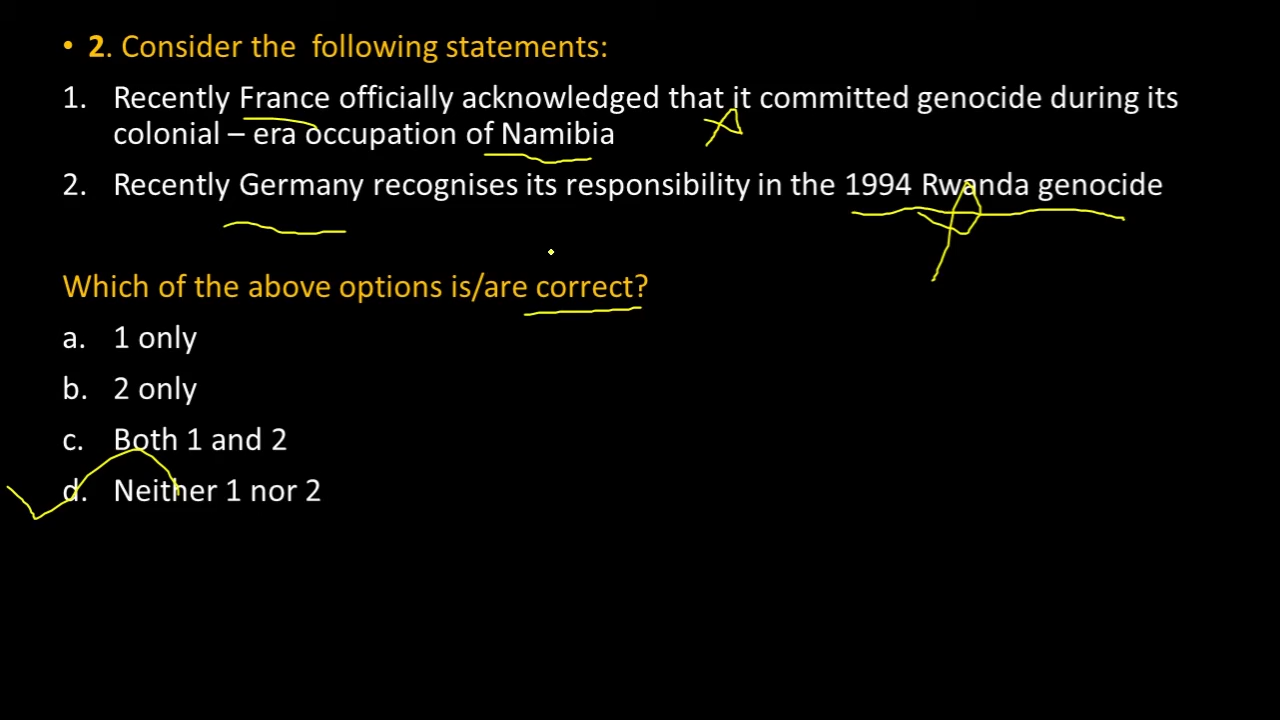 • 2. Consider the following statements:
1. Recently France officially acknowledged that it committed genocide during its
colonial – era occupation of Namibia
2. Recently Germany recognises its responsibility in the 1994 Rwanda genocide
Which of the above options is/are correct?
a. 1 only
b. 2 only
c. Both 1 and 2
d. Neither 1 nor 2